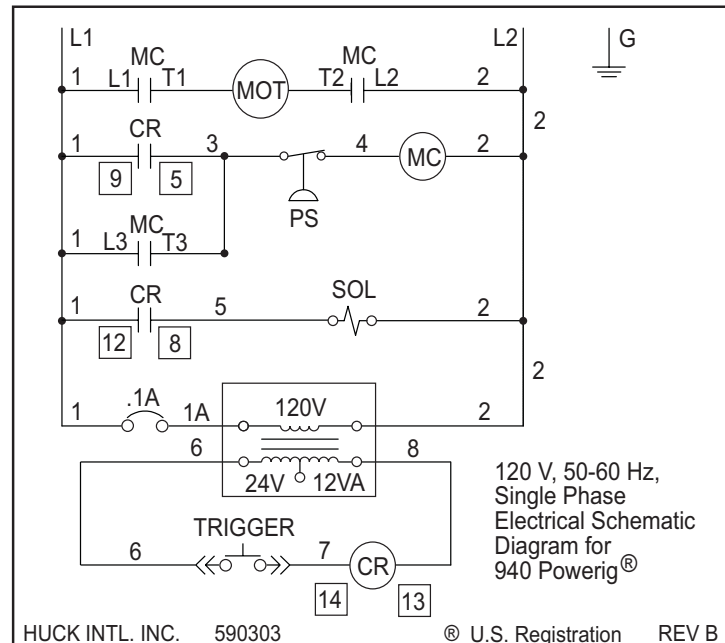 L1 L2 G
MC MC
1 L1 T1 MOT T2 L2 2
2
CR
1 3 4 MC 2
9 5
PS
MC
1 L3 T3
CR SOL
1 5 2
12 8
2
.1A 120V
1 1A 2
6 8
24V 12VA
120 V, 50-60 Hz,
Single Phase
Electrical Schematic
Diagram for
940 Powerig®
TRIGGER
6 7 CR
14 13
HUCK INTL. INC. 590303 ® U.S. Registration REV B